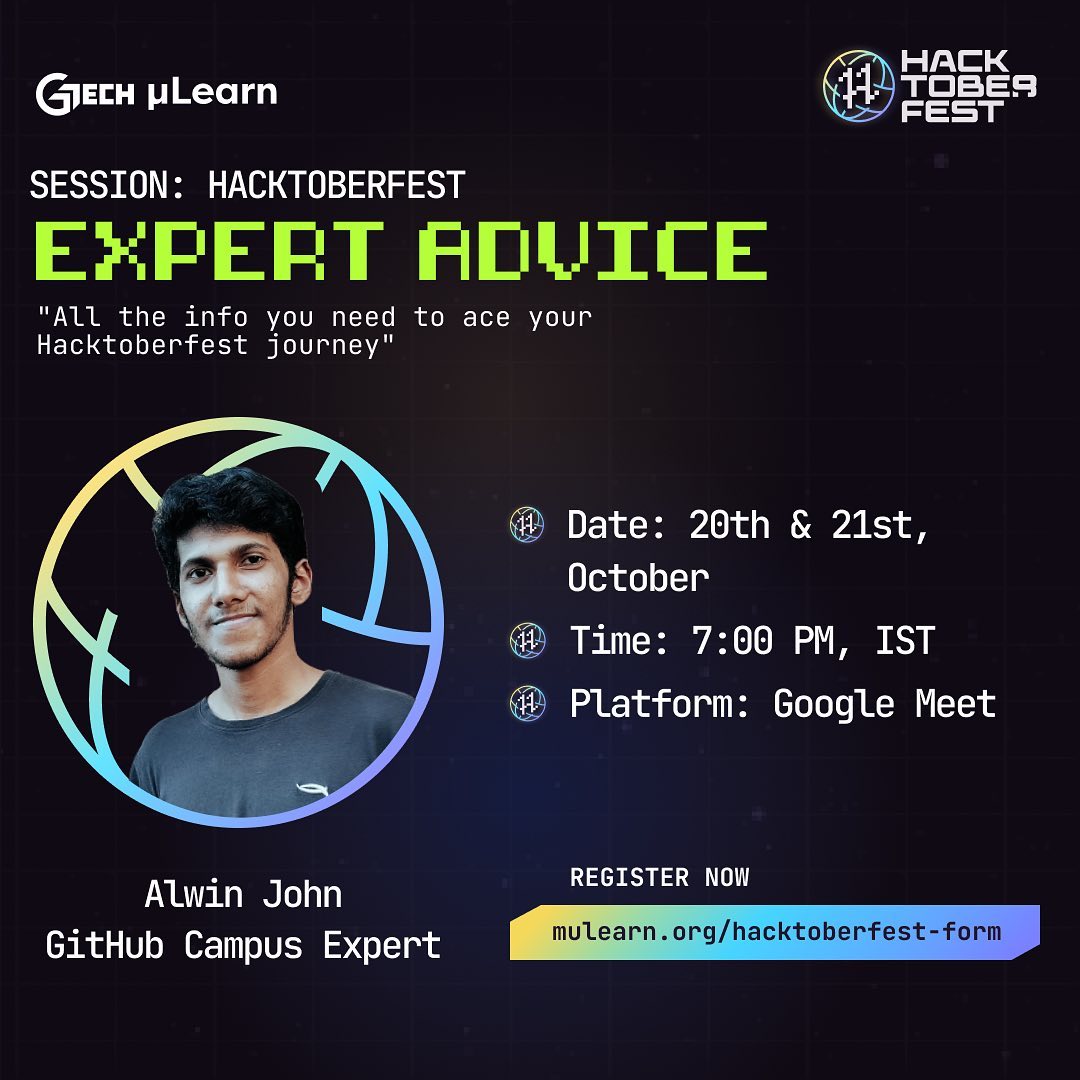 GTECH µLearn
HACK
TOBER
FEST
SESSION: HACKTOBERFEST
EXPERT ADVICE
"All the info you need to ace your
Hacktoberfest journey"
Date: 20th & 21st,
October
Time: 7:00 PM, IST
Platform: Google Meet
Alwin John
GitHub Campus Expert
REGISTER NOW
mulearn.org/hacktoberfest-form